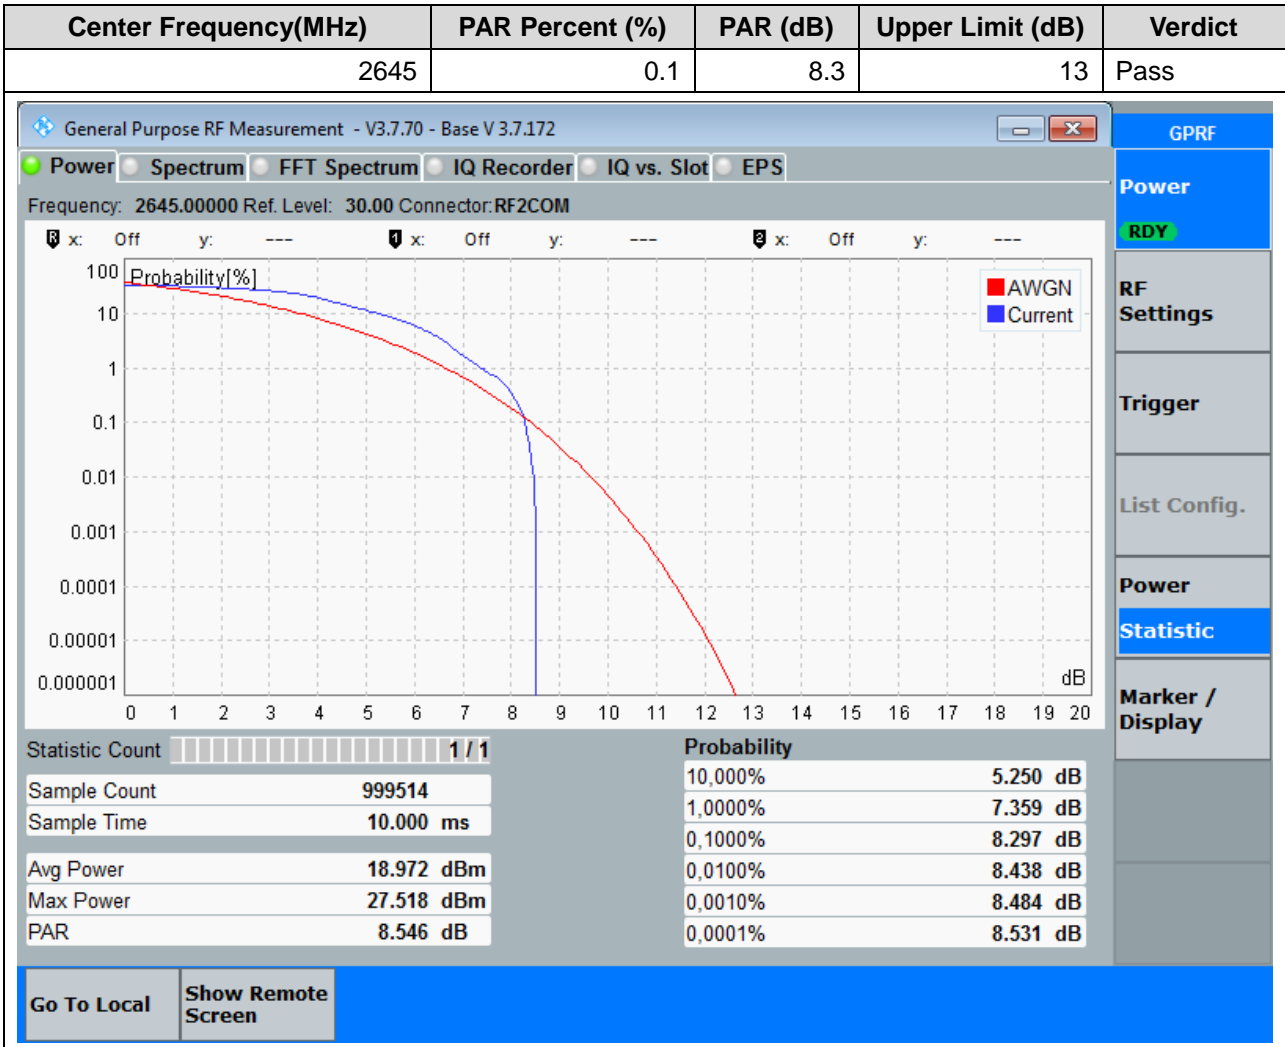 Center Frequency(MHz) PAR Percent (%) PAR (dB) Upper Limit (dB) Verdict
2645 0.1 8.3 13 Pass
General Purpose RF Measurement - V3.7.70 - Base V 3.7.172
GPRF
Power Spectrum FFT Spectrum IQ Recorder IQ vs. Slot EPS
Frequency: 2645.00000 Ref. Level: 30.00 Connector:RF2COM
R x: Off y: --- 1 x: Off y: --- 2 x: Off y: ---
Probability[%]
AWGN
Current
100
10
1
0.1
0.01
0.001
0.0001
0.00001
0.000001
dB
0 1 2 3 4 5 6 7 8 9 10 11 12 13 14 15 16 17 18 19 20
Statistic Count 1 / 1
Sample Count 999514
Sample Time 10.000 ms
Avg Power 18.972 dBm
Max Power 27.518 dBm
PAR 8.546 dB
Probability
10,000% 5.250 dB
1,0000% 7.359 dB
0,1000% 8.297 dB
0,0100% 8.438 dB
0,0010% 8.484 dB
0,0001% 8.531 dB
Power
RDY
RF
Settings
Trigger
List Config.
Power
Statistic
Marker /
Display
Go To Local
Show Remote
Screen